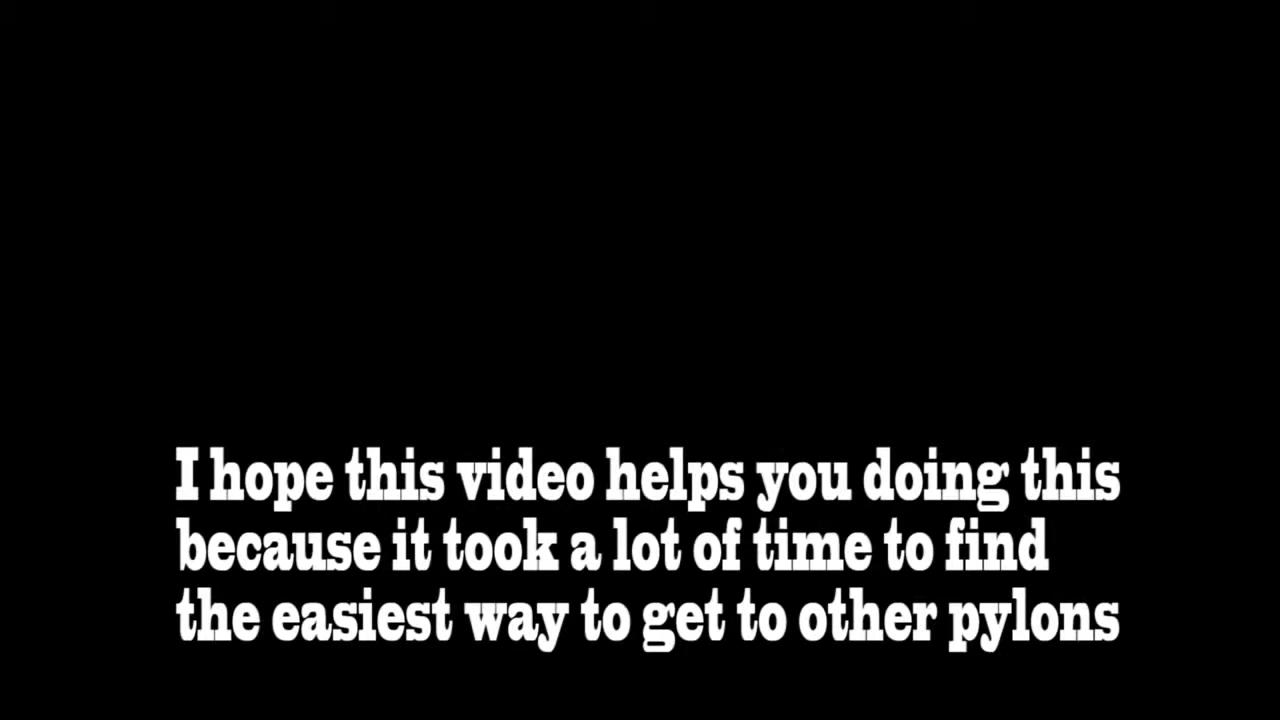 I hope this video helps you doing this
because it took a lot of time to find
the easiest way to get to other pylons